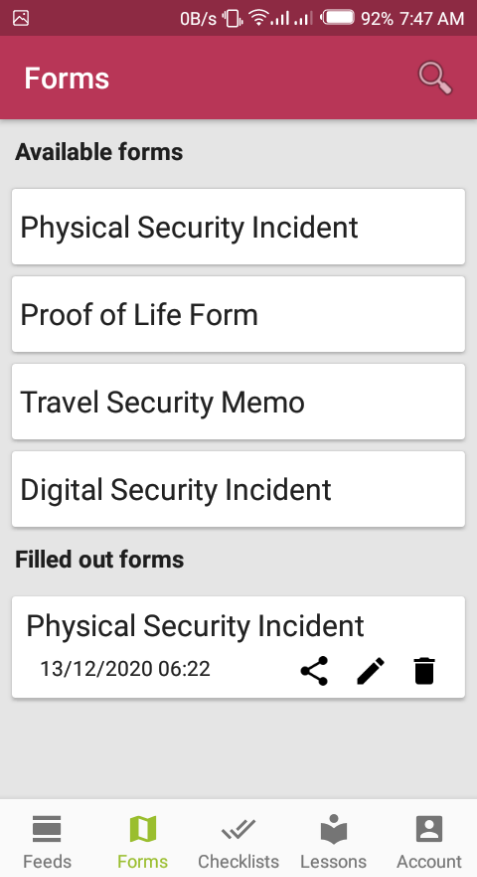 0B/s 92% 7:47 AM
Forms
Available forms
Physical Security Incident
Proof of Life Form
Travel Security Memo
Digital Security Incident
Filled out forms
Physical Security Incident
13/12/2020 06:22
Feeds Forms Checklists Lessons Account